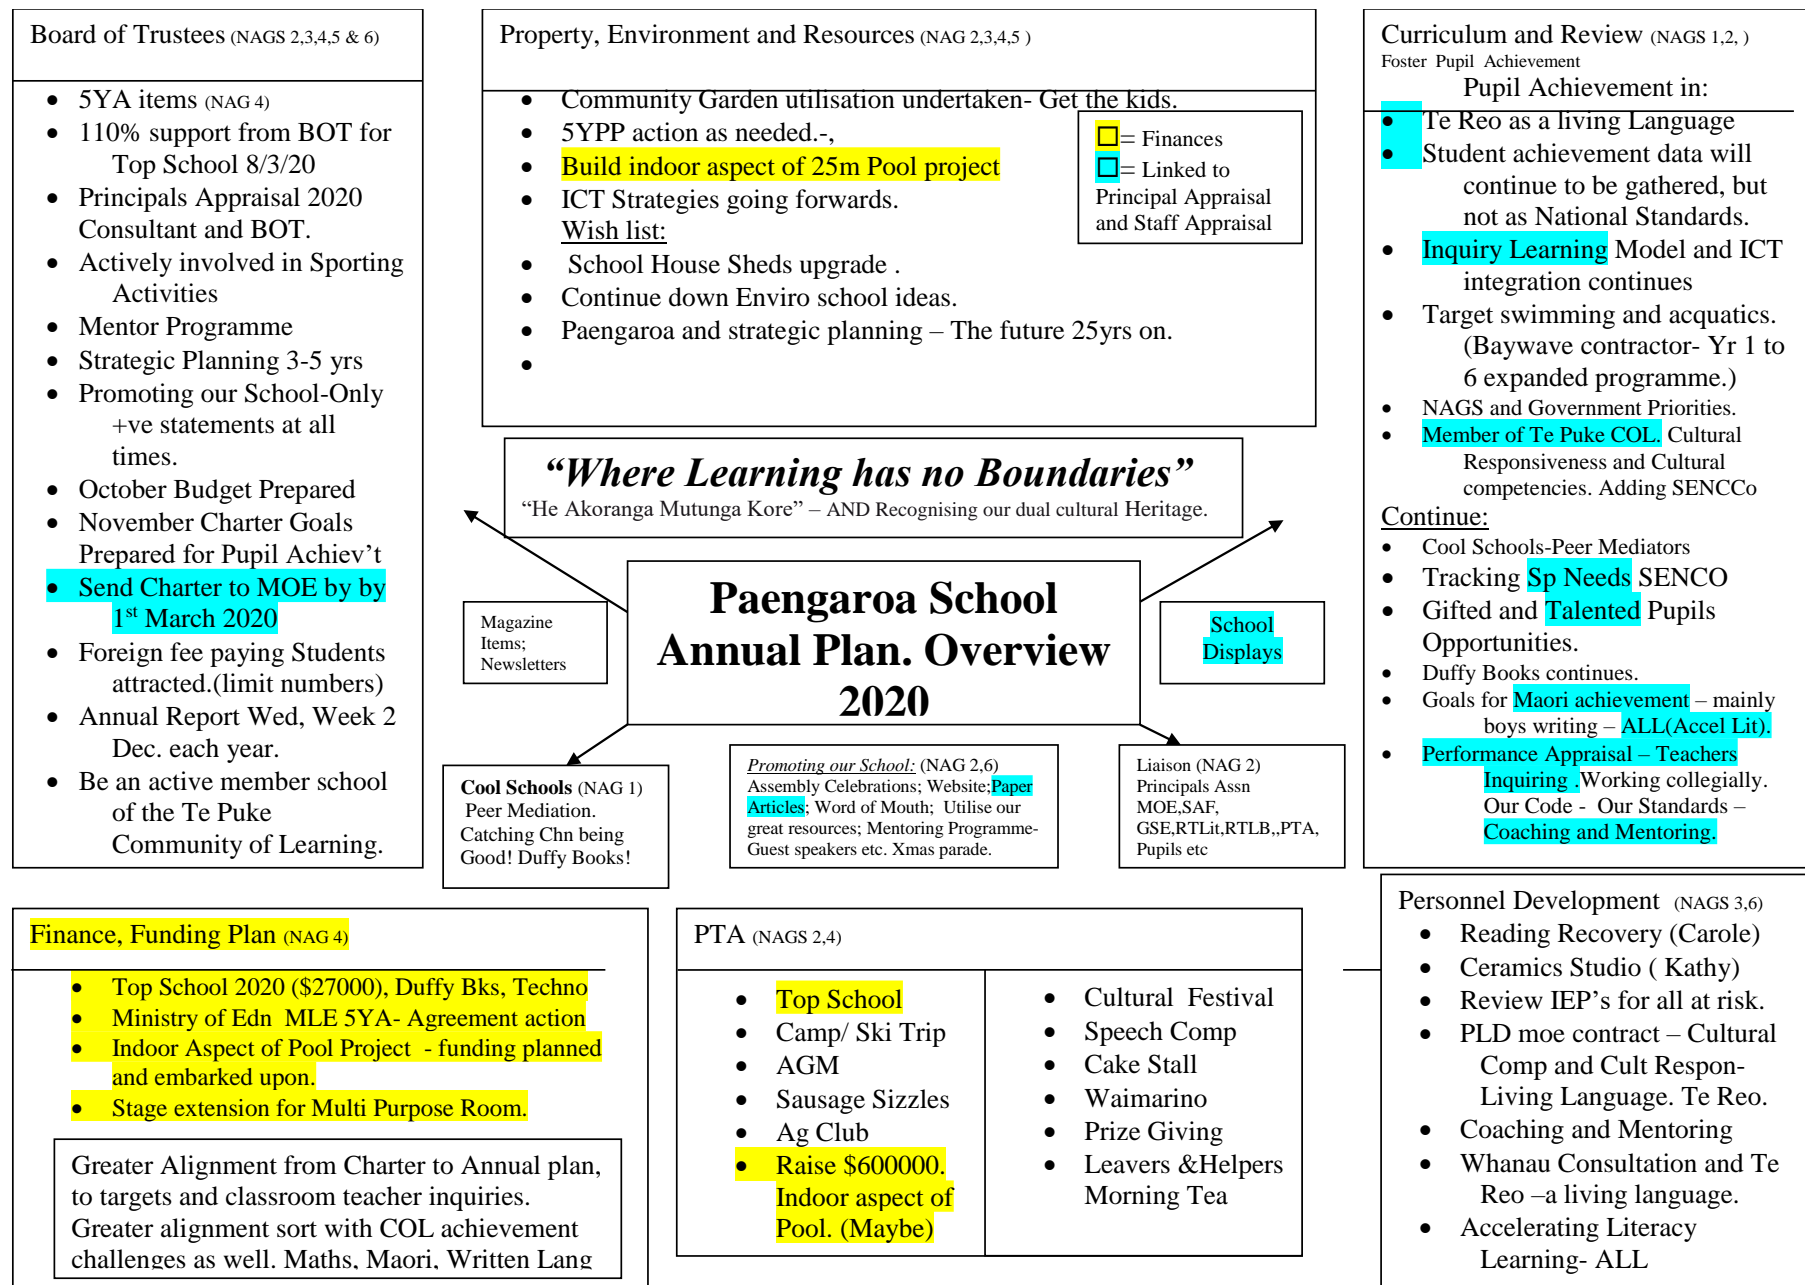 Board of Trustees (NAGS 2,3,4,5 & 6)
• 5YA items (NAG 4)
• 110% support from BOT for
Top School 8/3/20
• Principals Appraisal 2020
Consultant and BOT.
• Actively involved in Sporting
Activities
• Mentor Programme
• Strategic Planning 3-5 yrs
• Promoting our School-Only
+ve statements at all
times.
• October Budget Prepared
• November Charter Goals
Prepared for Pupil Achiev't
• Send Charter to MOE by by
1st March 2020
• Foreign fee paying Students
attracted.(limit numbers)
• Annual Report Wed, Week 2
Dec. each year.
• Be an active member school
of the Te Puke
Community of Learning.
Property, Environment and Resources (NAG 2,3,4,5 )
• Community Garden utilisation undertaken- Get the kids.
• 5YPP action as needed.-,
• Build indoor aspect of 25m Pool project
• ICT Strategies going forwards.
Wish list:
• School House Sheds upgrade .
• Continue down Enviro school ideas.
• Paengaroa and strategic planning – The future 25yrs on.
•
□= Finances
□= Linked to
Principal Appraisal
and Staff Appraisal
Curriculum and Review (NAGS 1,2, )
Foster Pupil Achievement
Pupil Achievement in:
• Te Reo as a living Language
• Student achievement data will
continue to be gathered, but
not as National Standards.
• Inquiry Learning Model and ICT
integration continues
• Target swimming and acquatics.
(Baywave contractor- Yr 1 to
6 expanded programme.)
• NAGS and Government Priorities.
• Member of Te Puke COL. Cultural
Responsiveness and Cultural
competencies. Adding SENCCo
Continue:
• Cool Schools-Peer Mediators
• Tracking Sp Needs SENCO
• Gifted and Talented Pupils
Opportunities.
• Duffy Books continues.
• Goals for Maori achievement – mainly
boys writing – ALL(Accel Lit).
• Performance Appraisal – Teachers
Inquiring .Working collegially.
Our Code - Our Standards –
Coaching and Mentoring.
“Where Learning has no Boundaries”
“He Akoranga Mutunga Kore” – AND Recognising our dual cultural Heritage.
Magazine
Items;
Newsletters
Paengaroa School
Annual Plan. Overview
2020
School
Displays
Cool Schools (NAG 1)
Peer Mediation.
Catching Chn being
Good! Duffy Books!
Promoting our School: (NAG 2,6)
Assembly Celebrations; Website;Paper
Articles; Word of Mouth; Utilise our
great resources; Mentoring Programme-
Guest speakers etc. Xmas parade.
Liaison (NAG 2)
Principals Assn
MOE,SAF,
GSE,RTLit,RTLB,,PTA,
Pupils etc
Finance, Funding Plan (NAG 4)
• Top School 2020 ($27000), Duffy Bks, Techno
• Ministry of Edn MLE 5YA- Agreement action
• Indoor Aspect of Pool Project - funding planned
and embarked upon.
• Stage extension for Multi Purpose Room.
Greater Alignment from Charter to Annual plan,
to targets and classroom teacher inquiries.
Greater alignment sort with COL achievement
challenges as well. Maths, Maori, Written Lang
PTA (NAGS 2,4)
• Top School
• Camp/ Ski Trip
• AGM
• Sausage Sizzles
• Ag Club
• Raise $600000.
Indoor aspect of
Pool. (Maybe)
• Cultural Festival
• Speech Comp
• Cake Stall
• Waimarino
• Prize Giving
• Leavers &Helpers
Morning Tea
Personnel Development (NAGS 3,6)
• Reading Recovery (Carole)
• Ceramics Studio ( Kathy)
• Review IEP's for all at risk.
• PLD moe contract – Cultural
Comp and Cult Respon-
Living Language. Te Reo.
• Coaching and Mentoring
• Whanau Consultation and Te
Reo –a living language.
• Accelerating Literacy
Learning- ALL